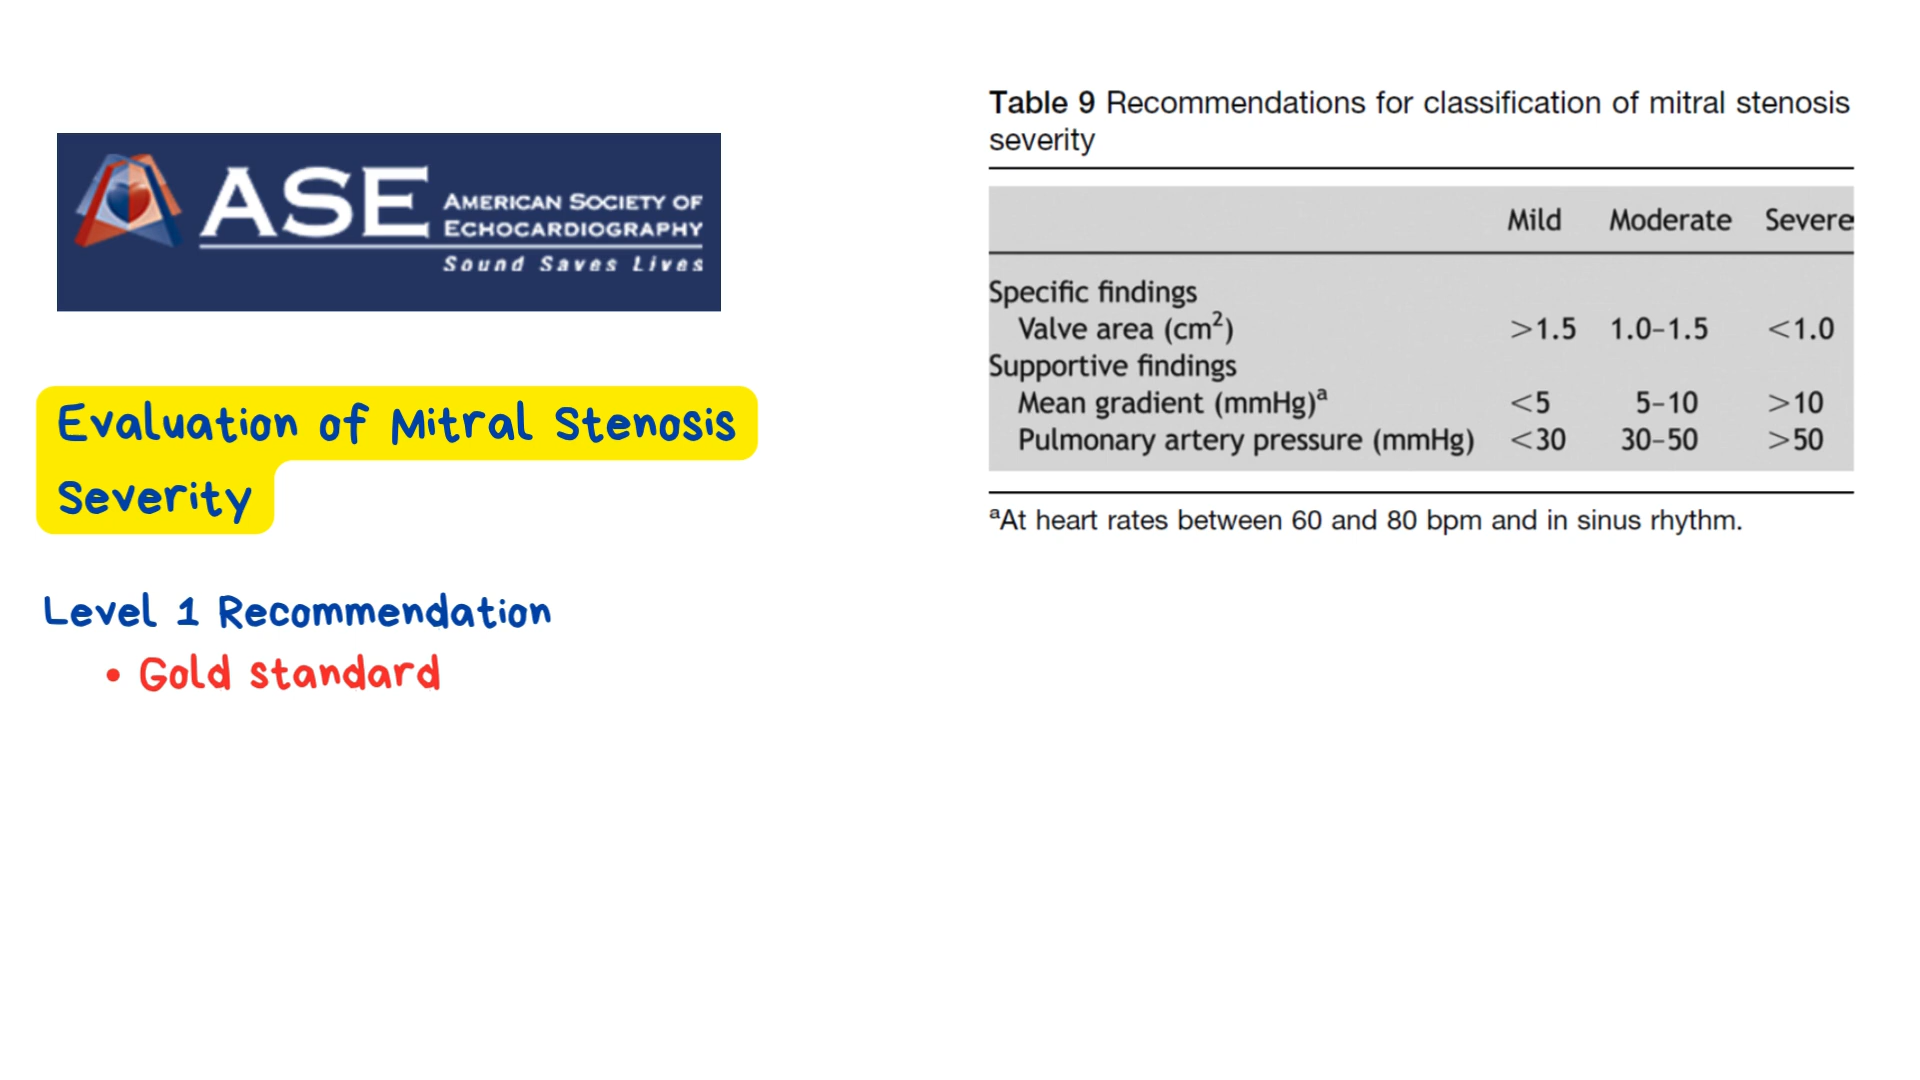 ASE AMERICAN SOCIETY OF
ECHOCARDIOGRAPHY
Sound Saves Lives
Evaluation of Mitral Stenosis
Severity
Level 1 Recommendation
• Gold standard
Table 9 Recommendations for classification of mitral stenosis
severity
Mild Moderate Severe
Specific findings
Valve area (cm²) >1.5 1.0–1.5 <1.0
Supportive findings
Mean gradient (mmHg)ᵃ <5 5–10 >10
Pulmonary artery pressure (mmHg) <30 30–50 >50
ᵃAt heart rates between 60 and 80 bpm and in sinus rhythm.